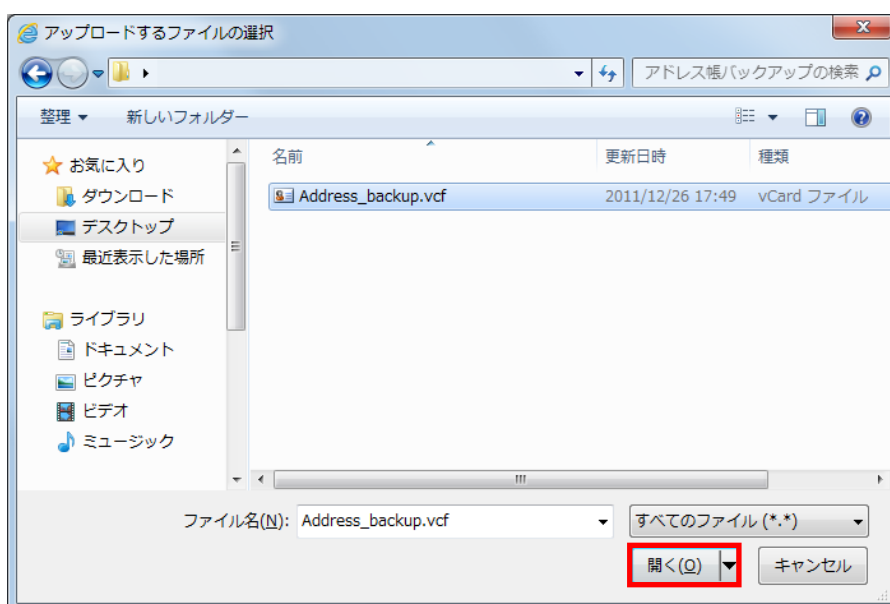 アップロードするファイルの選択
アドレス帳バックアップの検索
整理 新しいフォルダー
名前 更新日時 種類
お気に入り
ダウンロード
デスクトップ
最近表示した場所
ライブラリ
ドキュメント
ピクチャ
ビデオ
ミュージック
Address_backup.vcf 2011/12/26 17:49 vCard ファイル
ファイル名(N): Address_backup.vcf すべてのファイル (*.*)
開く(O) キャンセル